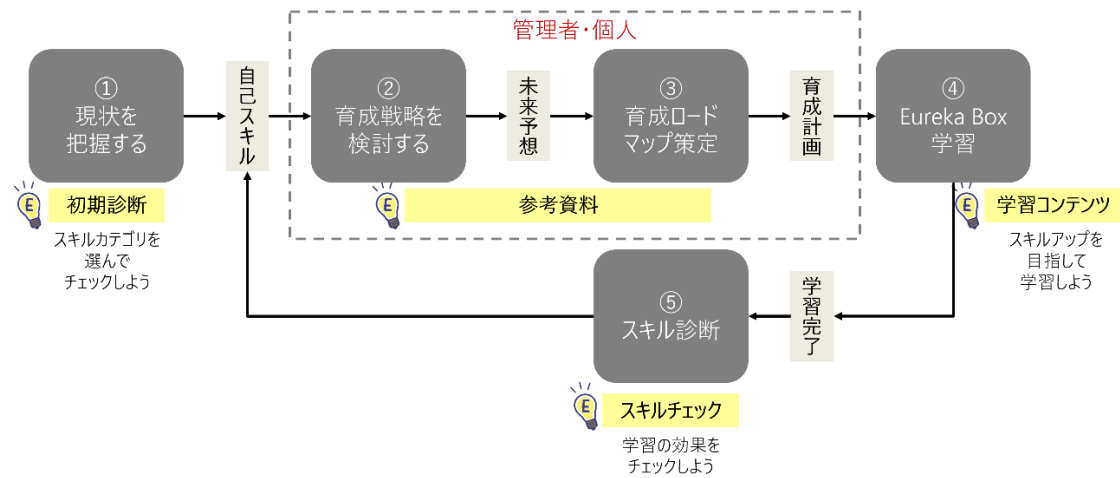 管理者・個人
①
現状を
把握する
自己スキル
②
育成戦略を
検討する
未来予想
③
育成ロード
マップ策定
育成計画
④
Eureka Box
学習
E
初期診断
スキルカテゴリを
選んで
チェックしよう
E
参考資料
E
学習コンテンツ
スキルアップを
目指して
学習しよう
⑤
スキル診断
学習完了
E
スキルチェック
学習の効果を
チェックしよう